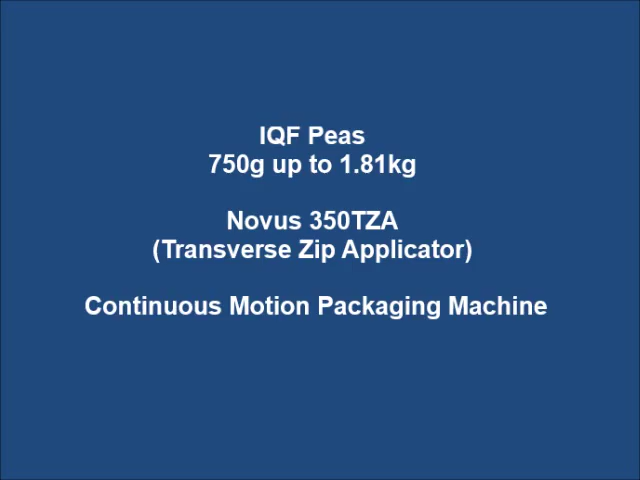 IQF Peas
750g up to 1.81kg
Novus 350TZA
(Transverse Zip Applicator)
Continuous Motion Packaging Machine